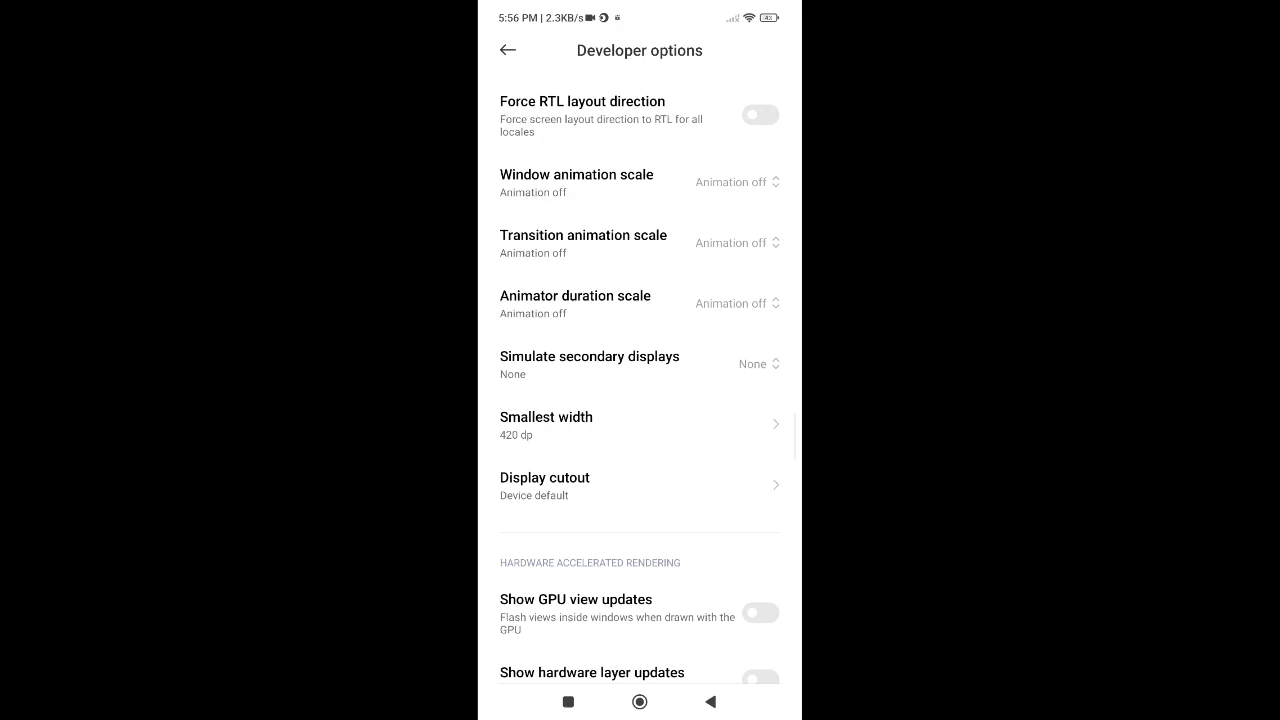 5:56 PM | 2.3KB/s
43
Developer options
Force RTL layout direction
Force screen layout direction to RTL for all
locales
Window animation scale
Animation off
Animation off
Transition animation scale
Animation off
Animation off
Animator duration scale
Animation off
Animation off
Simulate secondary displays
None
None
Smallest width
420 dp
Display cutout
Device default
HARDWARE ACCELERATED RENDERING
Show GPU view updates
Flash views inside windows when drawn with the
GPU
Show hardware layer updates